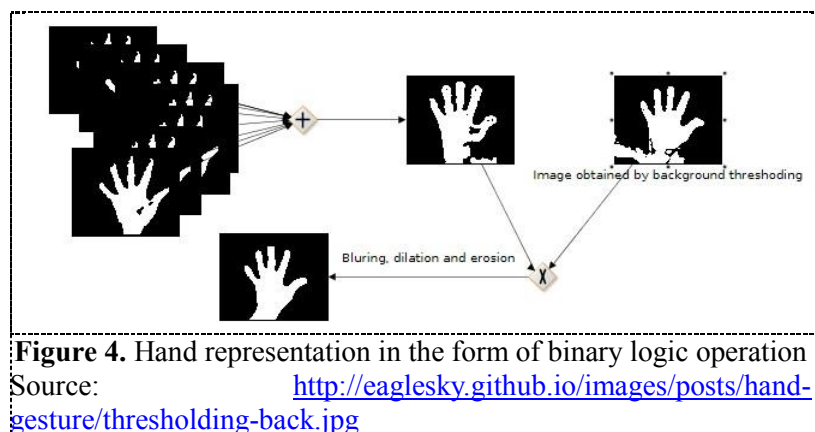 +
Image obtained by background threshoding
X
Bluring, dilation and erosion
Figure 4. Hand representation in the form of binary logic operation
Source: http://eaglesky.github.io/images/posts/hand-
gesture/thresholding-back.jpg